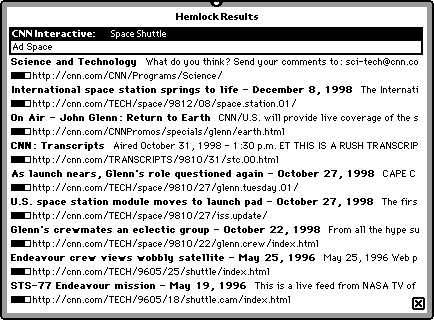 Hemlock Results
CNN Interactive: Space Shuttle
Ad Space
Science and Technology What do you think? Send your comments to: sci-tech@cnn.co
http://cnn.com/CNN/Programs/Science/
International space station springs to life - December 8, 1998 The Internati
http://cnn.com/TECH/space/9812/08/space.station.01/
On Air - John Glenn: Return to Earth CNN/U.S. will provide live coverage of the s
http://cnn.com/CNNPromos/specials/glenn/earth.html
CNN: Transcripts Aired October 31, 1998 - 1:30 p.m. ET THIS IS A RUSH TRANSCRIP
http://cnn.com/TRANSCRIPTS/9810/31/stc.00.html
As launch nears, Glenn's role questioned again - October 27, 1998 CAPE C
http://cnn.com/TECH/space/9810/27/glenn.tuesday.01/
U.S. space station module moves to launch pad - October 27, 1998 The firs
http://cnn.com/TECH/space/9810/27/iss.update/
Glenn's crewmates an eclectic group - October 22, 1998 From all the hype su
http://cnn.com/TECH/space/9810/22/glenn.crew/index.html
Endeavour crew views wobbly satellite - May 25, 1996 May 25, 1996 Web p
http://cnn.com/TECH/9605/25/shuttle/index.html
STS-77 Endeavour mission - May 19, 1996 This is a live feed from NASA TV of
http://cnn.com/TECH/9605/18/shuttle.cam/index.html